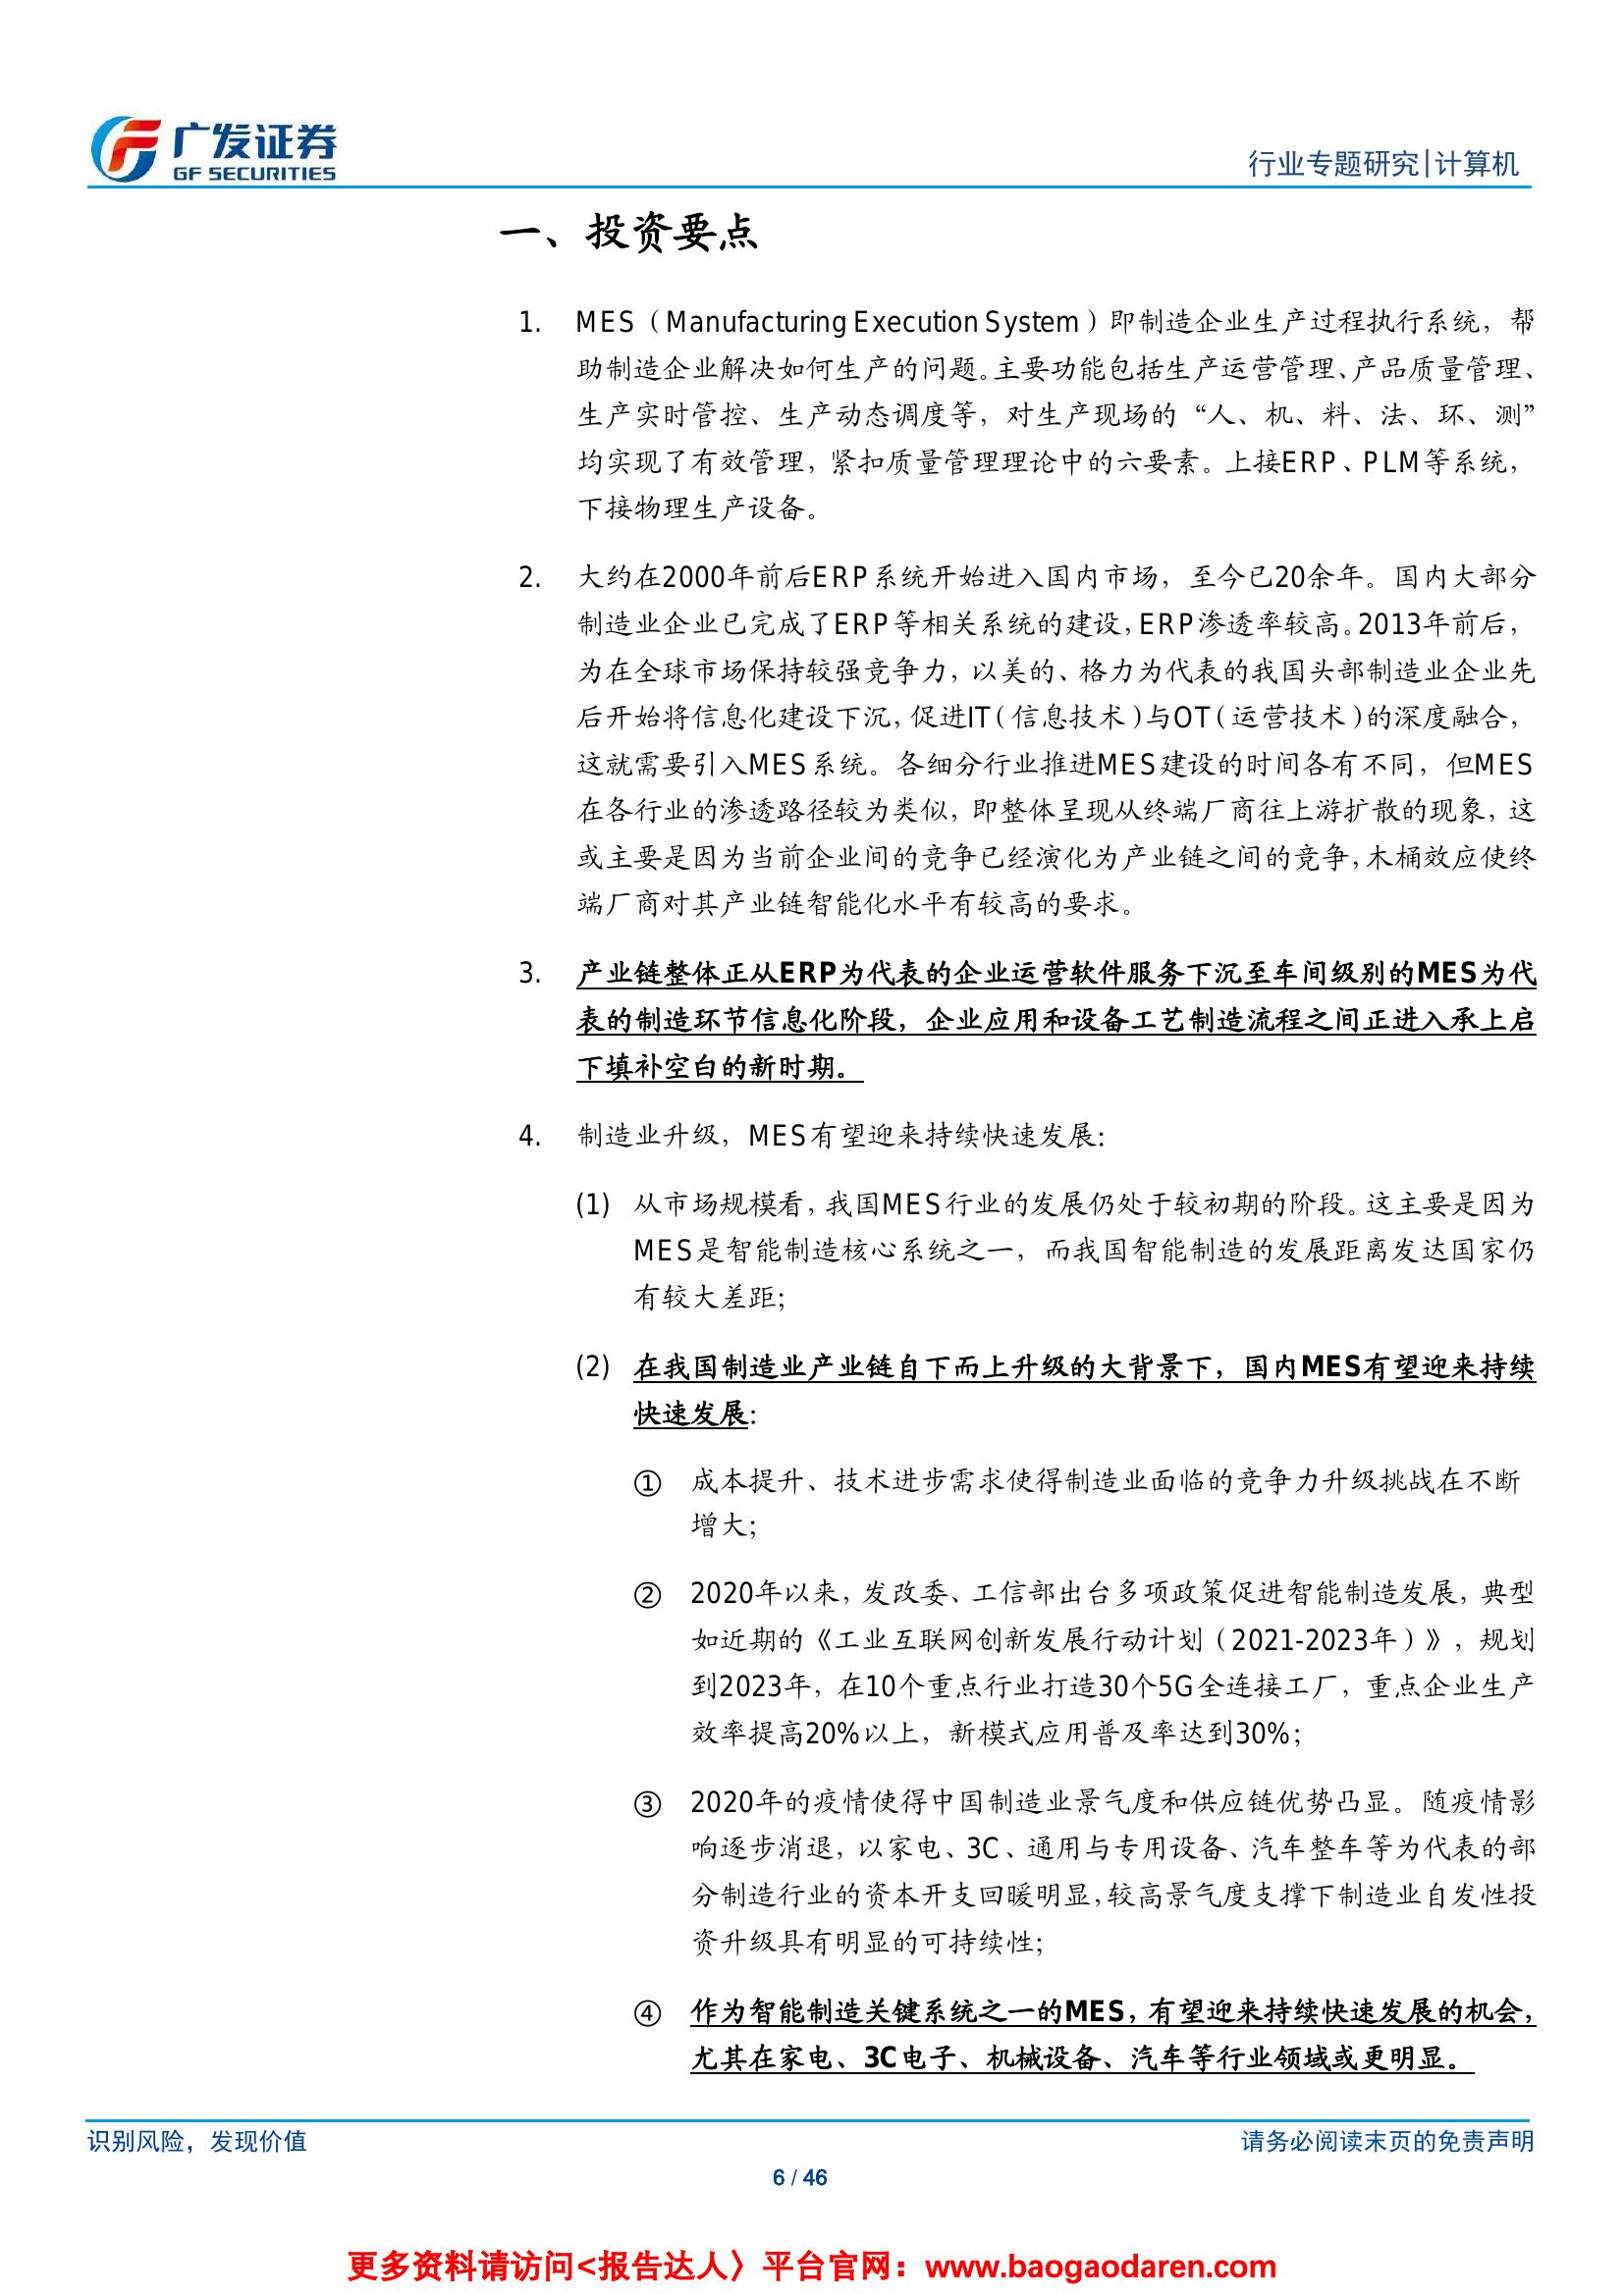 广发证券
GF SECURITIES
行业专题研究|计算机
一、投资要点
1. MES（Manufacturing Execution System）即制造企业生产过程执行系统，帮
助制造企业解决如何生产的问题。主要功能包括生产运营管理、产品质量管理、
生产实时管控、生产动态调度等，对生产现场的“人、机、料、法、环、测”
均实现了有效管理，紧扣质量管理理论中的六要素。上接ERP、PLM等系统，
下接物理生产设备。
2. 大约在2000年前后ERP系统开始进入国内市场，至今已20余年。国内大部分
制造业企业已完成了ERP等相关系统的建设，ERP渗透率较高。2013年前后，
为在全球市场保持较强竞争力，以美的、格力为代表的我国头部制造业企业先
后开始将信息化建设下沉，促进IT（信息技术）与OT（运营技术）的深度融合，
这就需要引入MES系统。各细分行业推进MES建设的时间各有不同，但MES
在各行业的渗透路径较为类似，即整体呈现从终端厂商往上游扩散的现象，这
或主要是因为当前企业间的竞争已经演化为产业链之间的竞争，木桶效应使终
端厂商对其产业链智能化水平有较高的要求。
3. 产业链整体正从ERP为代表的企业运营软件服务下沉至车间级别的MES为代
表的制造环节信息化阶段，企业应用和设备工艺制造流程之间正进入承上启
下填补空白的新时期。
4. 制造业升级，MES有望迎来持续快速发展：
(1) 从市场规模看，我国MES行业的发展仍处于较初期的阶段。这主要是因为
MES是智能制造核心系统之一，而我国智能制造的发展距离发达国家仍
有较大差距；
(2) 在我国制造业产业链自下而上升级的大背景下，国内MES有望迎来持续
快速发展：
① 成本提升、技术进步需求使得制造业面临的竞争力升级挑战在不断
增大；
② 2020年以来，发改委、工信部出台多项政策促进智能制造发展，典型
如近期的《工业互联网创新发展行动计划（2021-2023年）》，规划
到2023年，在10个重点行业打造30个5G全连接工厂，重点企业生产
效率提高20%以上，新模式应用普及率达到30%；
③ 2020年的疫情使得中国制造业景气度和供应链优势凸显。随疫情影
响逐步消退，以家电、3C、通用与专用设备、汽车整车等为代表的部
分制造行业的资本开支回暖明显，较高景气度支撑下制造业自发性投
资升级具有明显的可持续性；
④ 作为智能制造关键系统之一的MES，有望迎来持续快速发展的机会，
尤其在家电、3C电子、机械设备、汽车等行业领域或更明显。
识别风险，发现价值
请务必阅读末页的免责声明
6 / 46
更多资料请访问<报告达人〉平台官网：www.baogaodaren.com